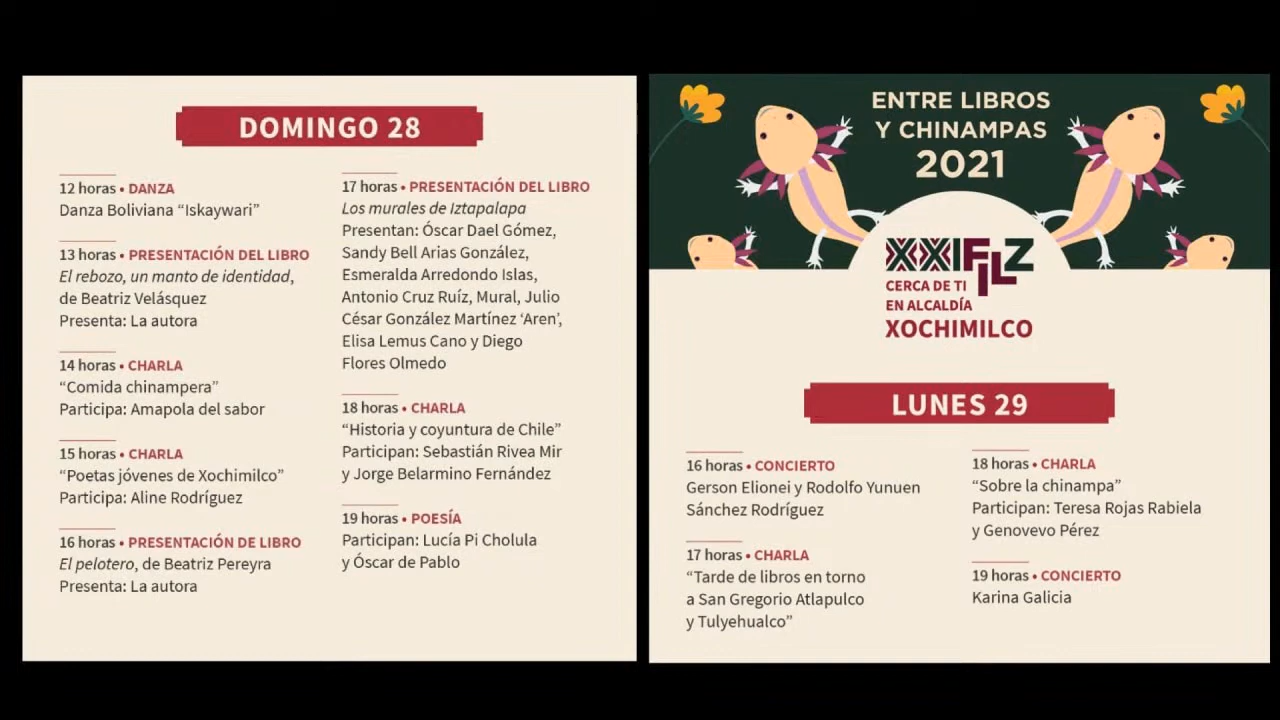 DOMINGO 28
12 horas • DANZA
Danza Boliviana “Iskaywari”
13 horas • PRESENTACIÓN DEL LIBRO
El rebozo, un manto de identidad,
de Beatriz Velásquez
Presenta: La autora
14 horas • CHARLA
“Comida chinampera”
Participa: Amapola del sabor
15 horas • CHARLA
“Poetas jóvenes de Xochimilco”
Participa: Aline Rodríguez
16 horas • PRESENTACIÓN DE LIBRO
El pelotero, de Beatriz Pereyra
Presenta: La autora
17 horas • PRESENTACIÓN DEL LIBRO
Los murales de Iztapalapa
Presentan: Óscar Dael Gómez,
Sandy Bell Arias González,
Esmeralda Arredondo Islas,
Antonio Cruz Ruíz, Mural, Julio
César González Martínez ‘Aren’,
Elisa Lemus Cano y Diego
Flores Olmedo
18 horas • CHARLA
“Historia y coyuntura de Chile”
Participan: Sebastián Rivea Mir
y Jorge Belarmino Fernández
19 horas • POESÍA
Participan: Lucía Pi Cholula
y Óscar de Pablo
ENTRE LIBROS
Y CHINAMPAS
2021
XXI FILZ
CERCA DE TI
EN ALCALDÍA
XOCHIMILCO
LUNES 29
16 horas • CONCIERTO
Gerson Elionei y Rodolfo Yunuen
Sánchez Rodríguez
17 horas • CHARLA
“Tarde de libros en torno
a San Gregorio Atlapulco
y Tulyehualco”
18 horas • CHARLA
“Sobre la chinampa”
Participan: Teresa Rojas Rabiela
y Genovevo Pérez
19 horas • CONCIERTO
Karina Galicia